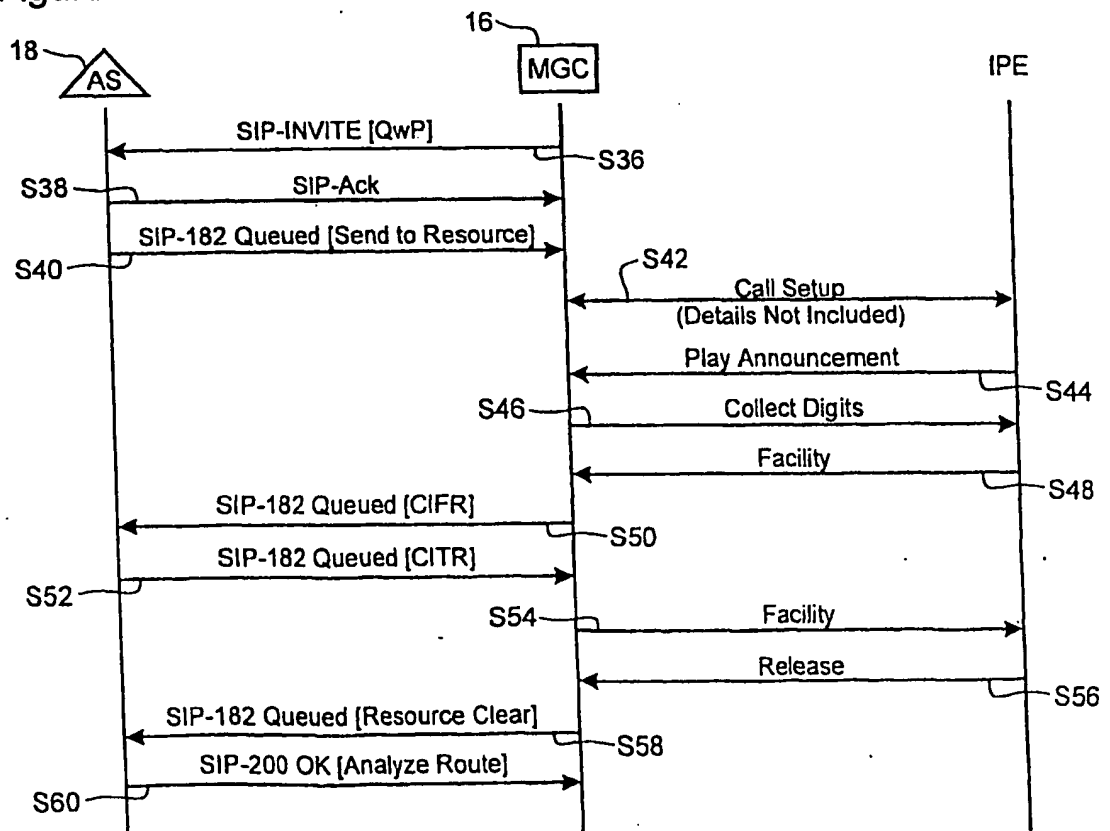 18
AS
16
MGC
IPE
SIP-INVITE [QwP]
S36
S38
SIP-Ack
SIP-182 Queued [Send to Resource]
S40
S42
Call Setup
(Details Not Included)
Play Announcement
S44
S46
Collect Digits
Facility
S48
SIP-182 Queued [CIFR]
S50
SIP-182 Queued [CITR]
S52
S54
Facility
Release
S56
SIP-182 Queued [Resource Clear]
S58
SIP-200 OK [Analyze Route]
S60